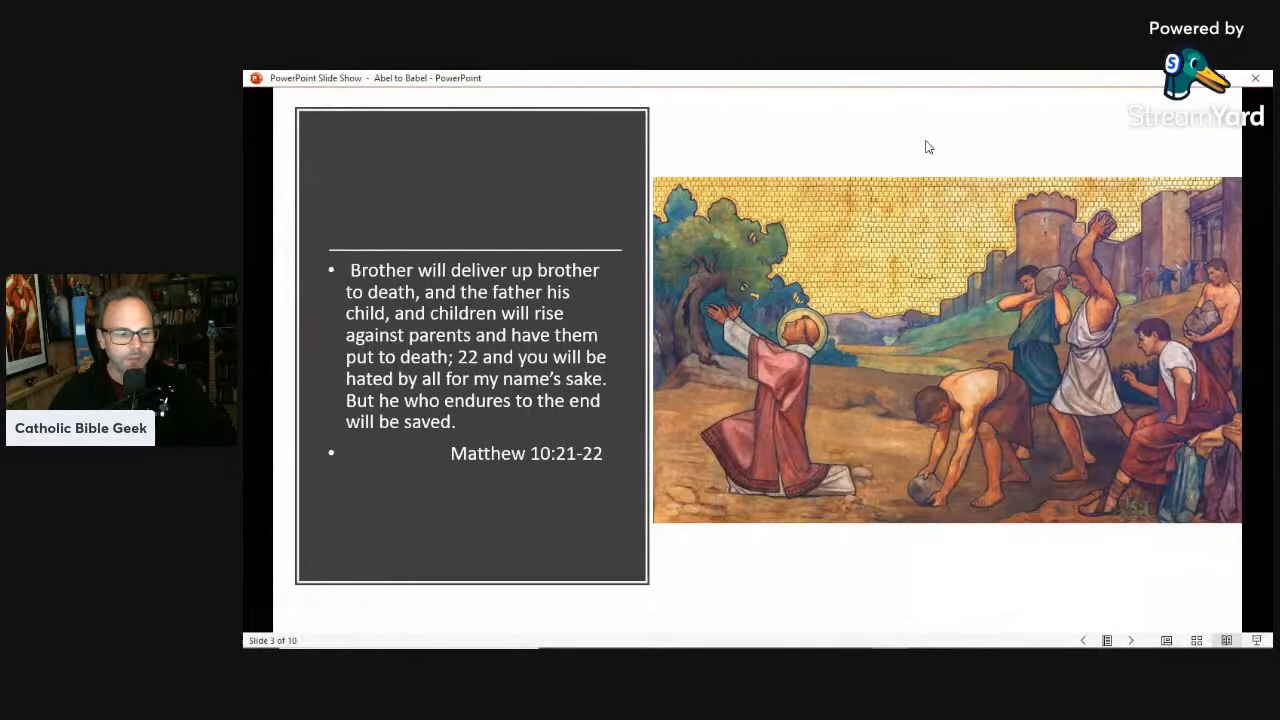 Powered by
StreamYard
PowerPoint Slide Show - Abel to Babel - PowerPoint
• Brother will deliver up brother
to death, and the father his
child, and children will rise
against parents and have them
put to death; 22 and you will be
hated by all for my name’s sake.
But he who endures to the end
will be saved.
• Matthew 10:21-22
Catholic Bible Geek
Slide 3 of 10